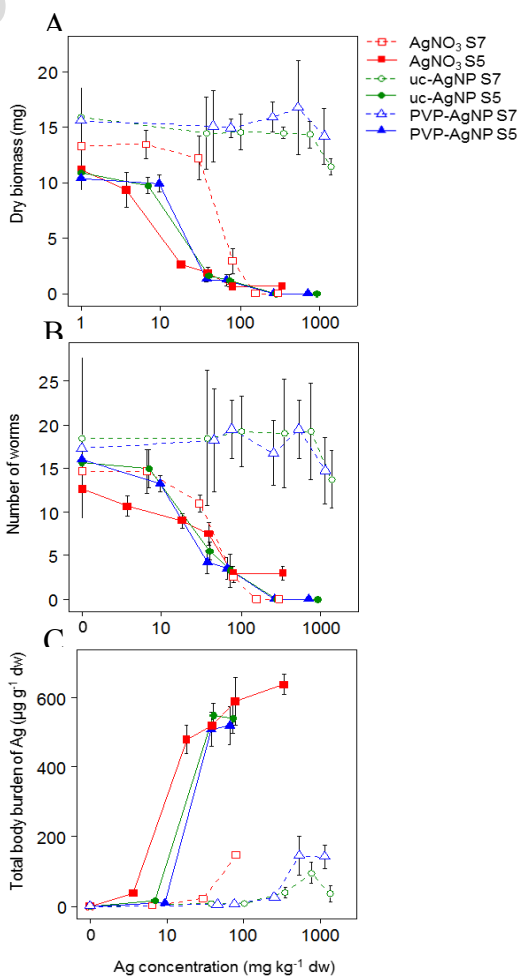 A
AgNO₃ S7
AgNO₃ S5
uc-AgNP S7
uc-AgNP S5
PVP-AgNP S7
PVP-AgNP S5
Dry biomass (mg)
20
15
10
5
0
1 10 100 1000
B
Number of worms
25
20
15
10
5
0
0 10 100 1000
C
Total body burden of Ag (µg g⁻¹ dw)
600
400
200
0
0 10 100 1000
Ag concentration (mg kg⁻¹ dw)